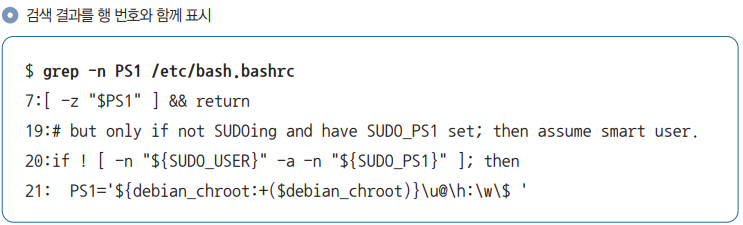 검색 결과를 행 번호와 함께 표시
$ grep -n PS1 /etc/bash.bashrc
7:[ -z "$PS1" ] && return
19:# but only if not SUDOing and have SUDO_PS1 set; then assume smart user.
20:if ! [ -n "${SUDO_USER}" -a -n "${SUDO_PS1}" ]; then
21:  PS1='${debian_chroot:+($debian_chroot)}\u@\h:\w\$ '